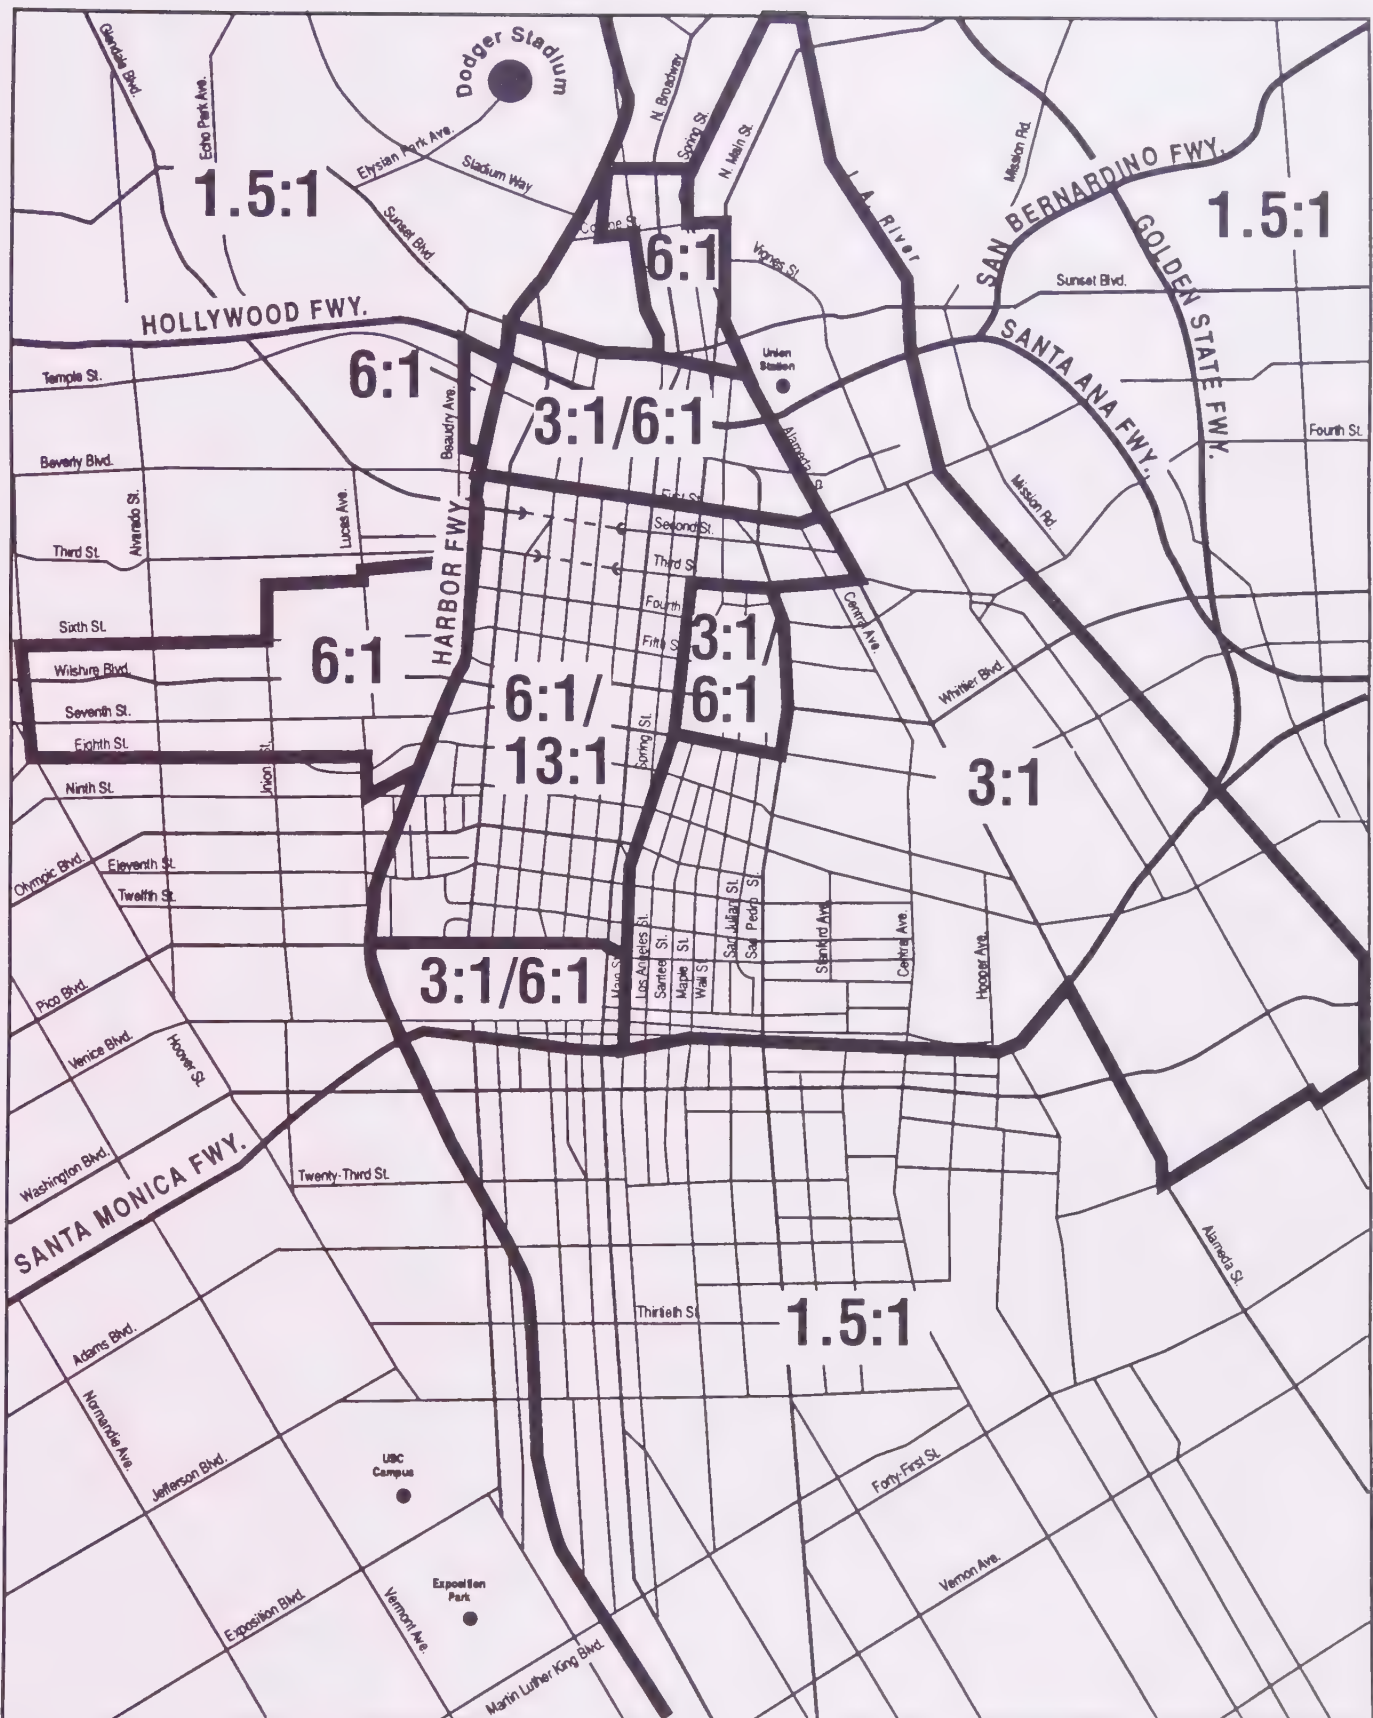 Glendale Blvd.
Echo Park Ave.
Dodger Stadium
N. Broadway
Spring St.
N. Main St.
Elysian Park Ave.
Stadium Way
Sunset Blvd.
1.5:1
Mission Rd.
SAN BERNARDINO FWY.
1.5:1
L.A. River
GOLDEN STATE FWY.
6:1
Vignes St.
Sunset Blvd.
HOLLYWOOD FWY.
SANTA ANA FWY.
Union
Station
Temple St.
6:1
Beaudry Ave.
3:1/6:1
Alameda St.
Fourth St.
Beverly Blvd.
Alvarado St.
Lucas Ave.
HARBOR FWY.
First St.
Second St.
Mission Rd.
Third St.
Third St.
Fourth
Central Ave.
Sixth St.
Fifth St.
3:1/
6:1
Wilshire Blvd.
6:1
Whittier Blvd.
6:1/
13:1
Seventh St.
Spring St.
Eighth St.
Union St.
3:1
Ninth St.
Olympic Blvd.
Eleventh St.
Twelfth St.
Main St.
Los Angeles St.
Santee St.
Maple St.
Wall St.
San Julian St.
San Pedro St.
Stanford Ave.
Central Ave.
Hooper Ave.
3:1/6:1
Pico Blvd.
Venice Blvd.
Hoover St.
Washington Blvd.
SANTA MONICA FWY.
Twenty-Third St.
Alameda St.
Thirtieth St.
1.5:1
Adams Blvd.
Normandie Ave.
Jefferson Blvd.
USC
Campus
Forty-First St.
Exposition
Park
Vernon Ave.
Exposition Blvd.
Vermont Ave.
Martin Luther King Blvd.